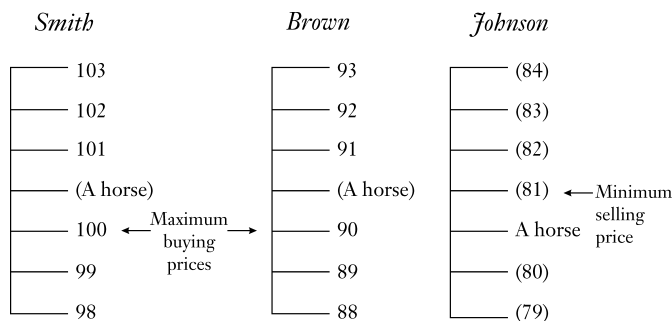 Smith
Brown
Johnson
103
93
(84)
102
92
(83)
101
91
(82)
(A horse)
(A horse)
(81)
Minimum
selling
price
100
Maximum
buying
prices
90
A horse
99
89
(80)
98
88
(79)